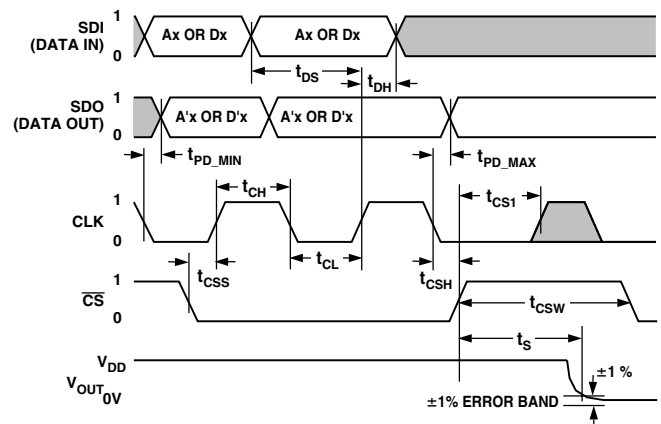 SDI
(DATA IN)
1
0
Ax OR Dx
Ax OR Dx
tDS
tDH
SDO
(DATA OUT)
1
0
A'x OR D'x
A'x OR D'x
tPD_MIN
tPD_MAX
tCH
tCS1
CLK
1
0
tCSS
tCL
tCSH
CS
1
0
tCSW
tS
VDD
VOUT
0V
±1 %
±1% ERROR BAND